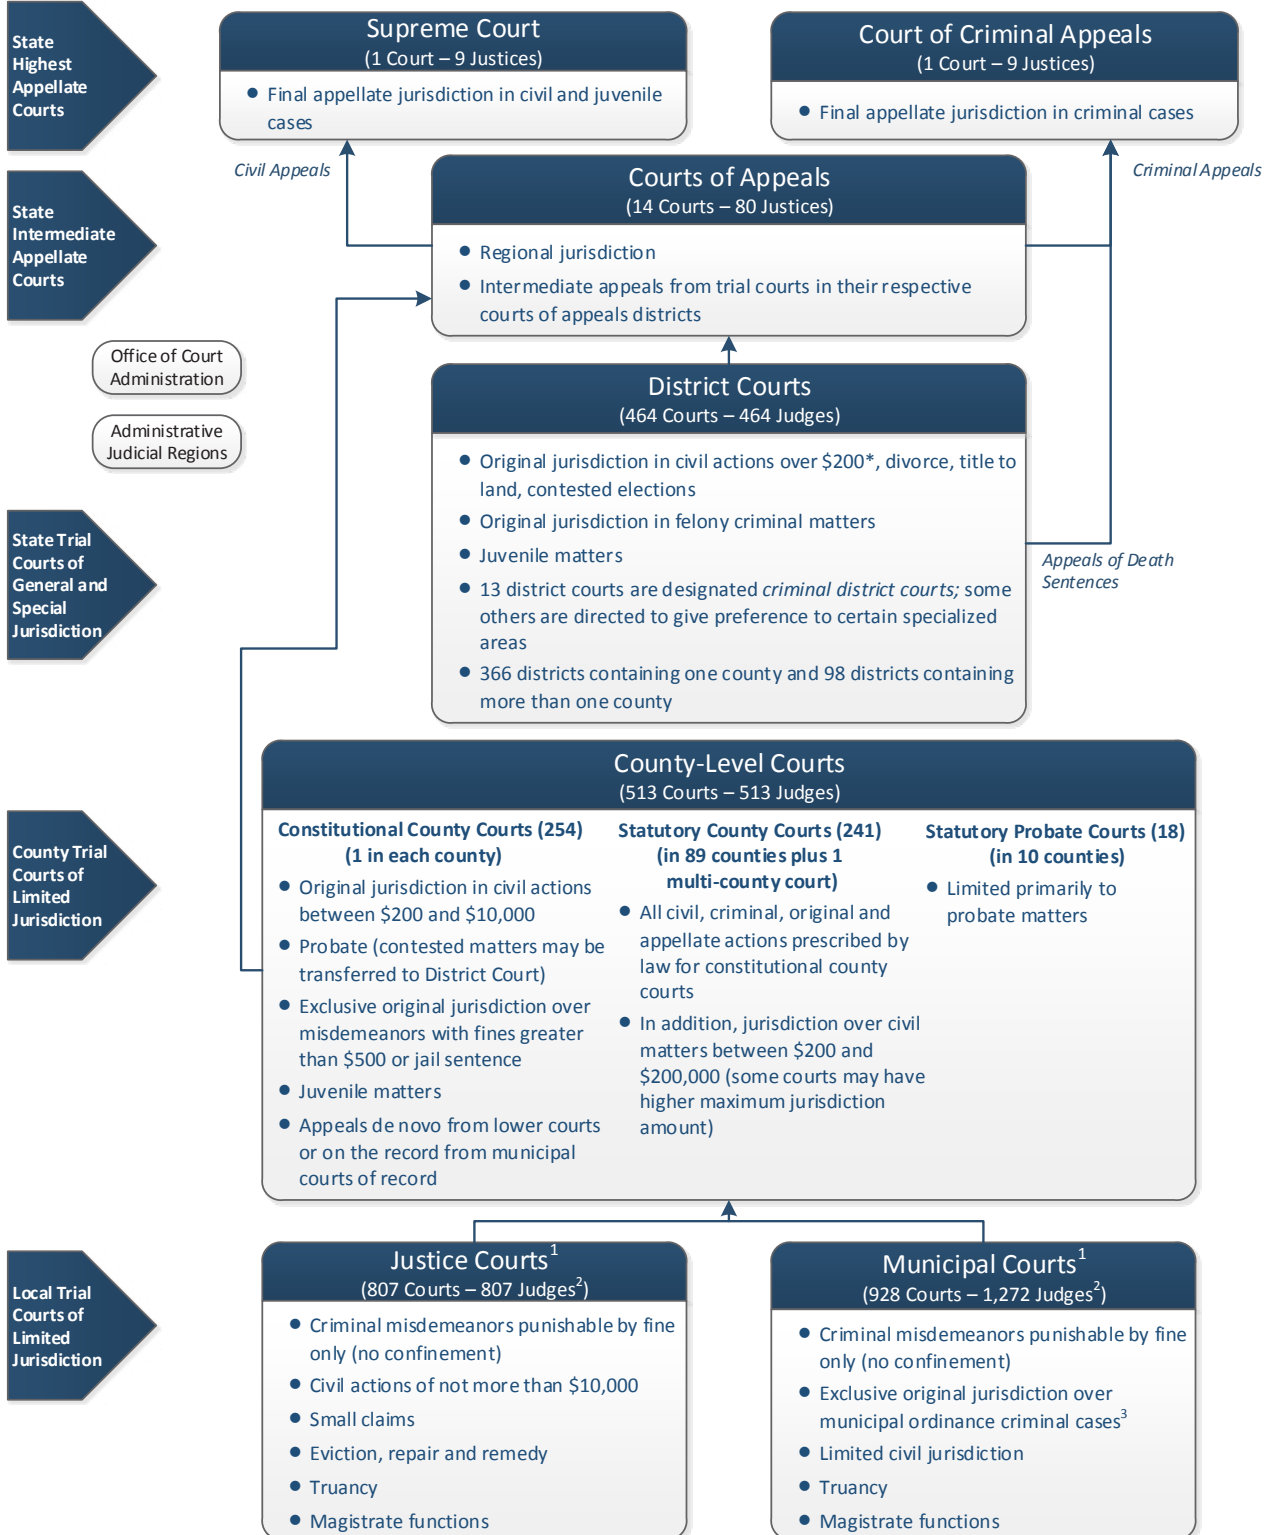 State
Highest
Appellate
Courts
Supreme Court
(1 Court – 9 Justices)
• Final appellate jurisdiction in civil and juvenile
cases
Court of Criminal Appeals
(1 Court – 9 Justices)
• Final appellate jurisdiction in criminal cases
Civil Appeals
Criminal Appeals
State
Intermediate
Appellate
Courts
Courts of Appeals
(14 Courts – 80 Justices)
• Regional jurisdiction
• Intermediate appeals from trial courts in their respective
courts of appeals districts
Office of Court
Administration
Administrative
Judicial Regions
State Trial
Courts of
General and
Special
Jurisdiction
District Courts
(464 Courts – 464 Judges)
• Original jurisdiction in civil actions over $200*, divorce, title to
land, contested elections
• Original jurisdiction in felony criminal matters
• Juvenile matters
• 13 district courts are designated criminal district courts; some
others are directed to give preference to certain specialized
areas
• 366 districts containing one county and 98 districts containing
more than one county
Appeals of Death
Sentences
County Trial
Courts of
Limited
Jurisdiction
County-Level Courts
(513 Courts – 513 Judges)
Constitutional County Courts (254)
(1 in each county)
• Original jurisdiction in civil actions
between $200 and $10,000
• Probate (contested matters may be
transferred to District Court)
• Exclusive original jurisdiction over
misdemeanors with fines greater
than $500 or jail sentence
• Juvenile matters
• Appeals de novo from lower courts
or on the record from municipal
courts of record
Statutory County Courts (241)
(in 89 counties plus 1
multi-county court)
• All civil, criminal, original and
appellate actions prescribed by
law for constitutional county
courts
• In addition, jurisdiction over civil
matters between $200 and
$200,000 (some courts may have
higher maximum jurisdiction
amount)
Statutory Probate Courts (18)
(in 10 counties)
• Limited primarily to
probate matters
Local Trial
Courts of
Limited
Jurisdiction
Justice Courts¹
(807 Courts – 807 Judges²)
• Criminal misdemeanors punishable by fine
only (no confinement)
• Civil actions of not more than $10,000
• Small claims
• Eviction, repair and remedy
• Truancy
• Magistrate functions
Municipal Courts¹
(928 Courts – 1,272 Judges²)
• Criminal misdemeanors punishable by fine
only (no confinement)
• Exclusive original jurisdiction over
municipal ordinance criminal cases³
• Limited civil jurisdiction
• Truancy
• Magistrate functions